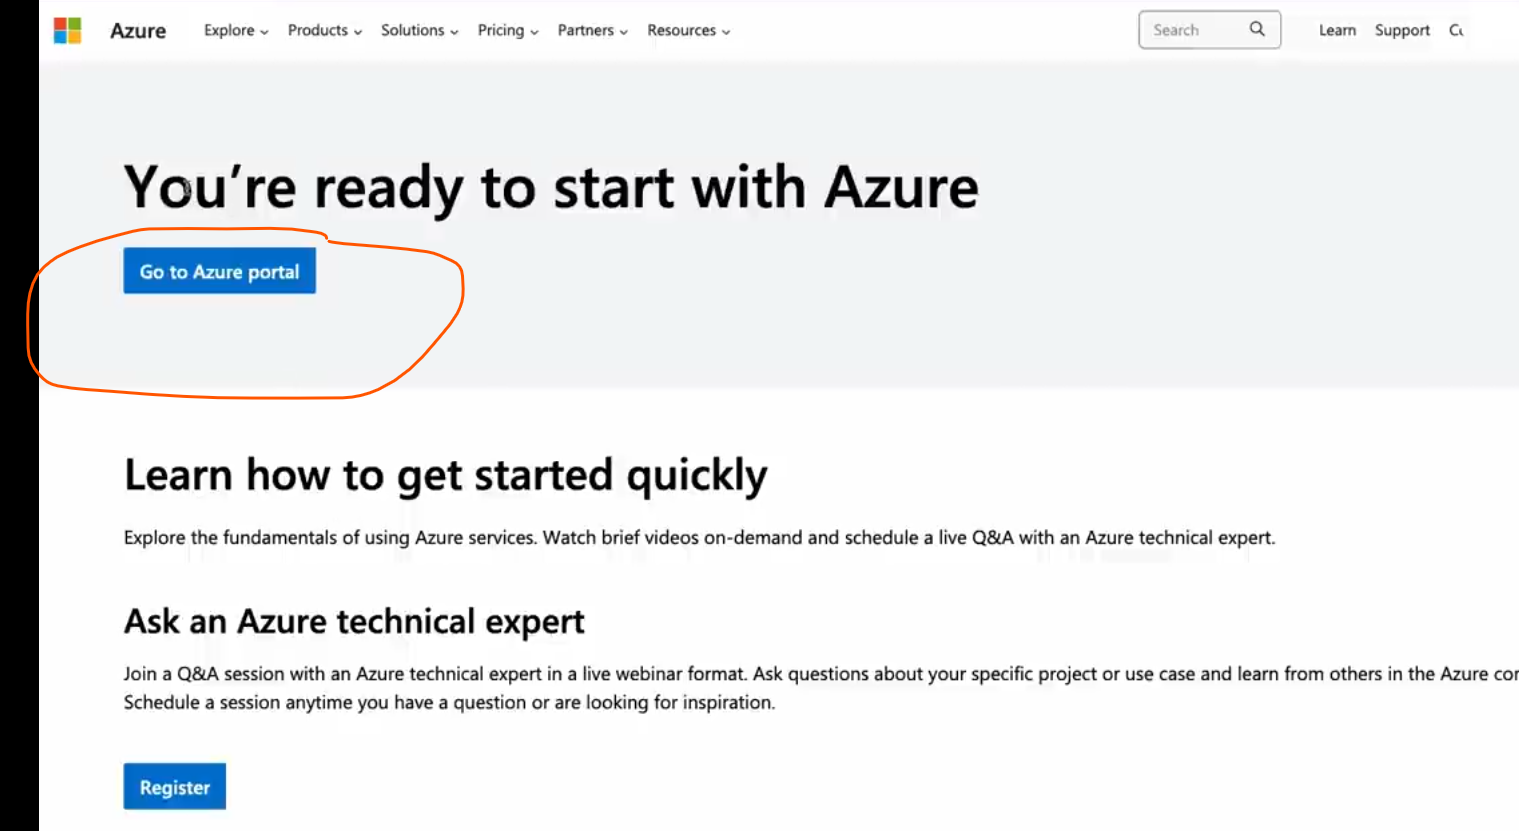 Azure Explore Products Solutions Pricing Partners Resources Search Learn Support
You're ready to start with Azure
Go to Azure portal
Learn how to get started quickly
Explore the fundamentals of using Azure services. Watch brief videos on-demand and schedule a live Q&A with an Azure technical expert.
Ask an Azure technical expert
Join a Q&A session with an Azure technical expert in a live webinar format. Ask questions about your specific project or use case and learn from others in the Azure
Schedule a session anytime you have a question or are looking for inspiration.
Register